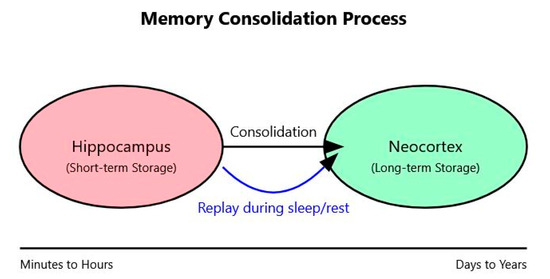 Memory Consolidation Process
Hippocampus
(Short-term Storage)
Consolidation
Neocortex
(Long-term Storage)
Replay during sleep/rest
Minutes to Hours
Days to Years